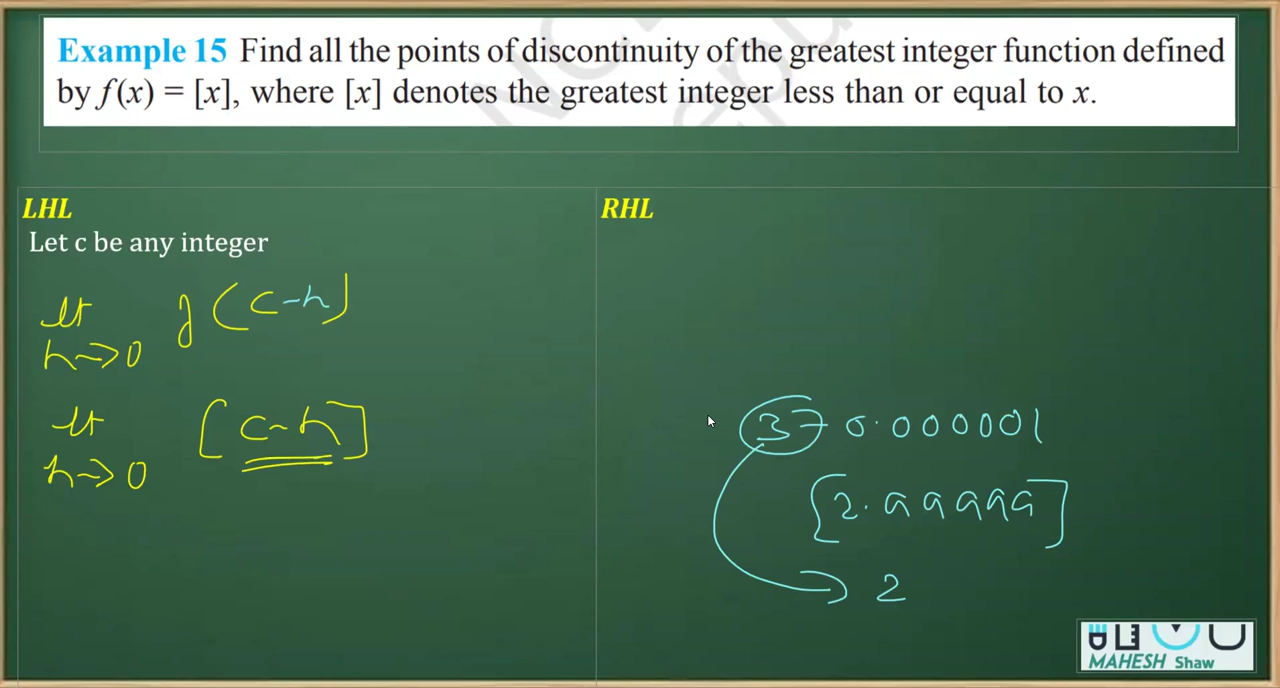 Example 15 Find all the points of discontinuity of the greatest integer function defined
by f(x) = [x], where [x] denotes the greatest integer less than or equal to x.
LHL
Let c be any integer
lt f(c-h)
h→0
lt [c-h]
h→0
RHL
3 - 0.000001
[2.99999]
2
MAHESH Shaw